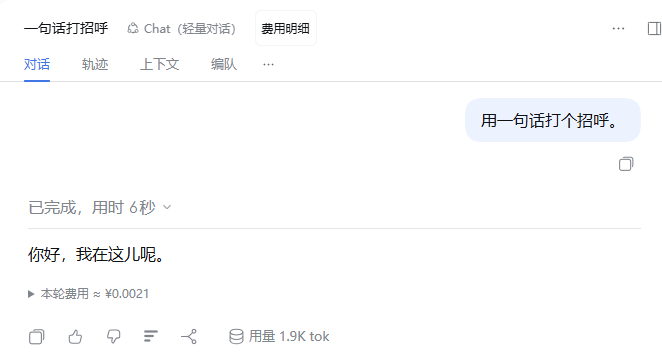 一句话打招呼 Chat（轻量对话） 费用明细 ···
对话 轨迹 上下文 编队 ···
用一句话打个招呼。
已完成，用时 6秒
你好，我在这儿呢。
本轮费用 ≈ ¥0.0021
用量 1.9K tok